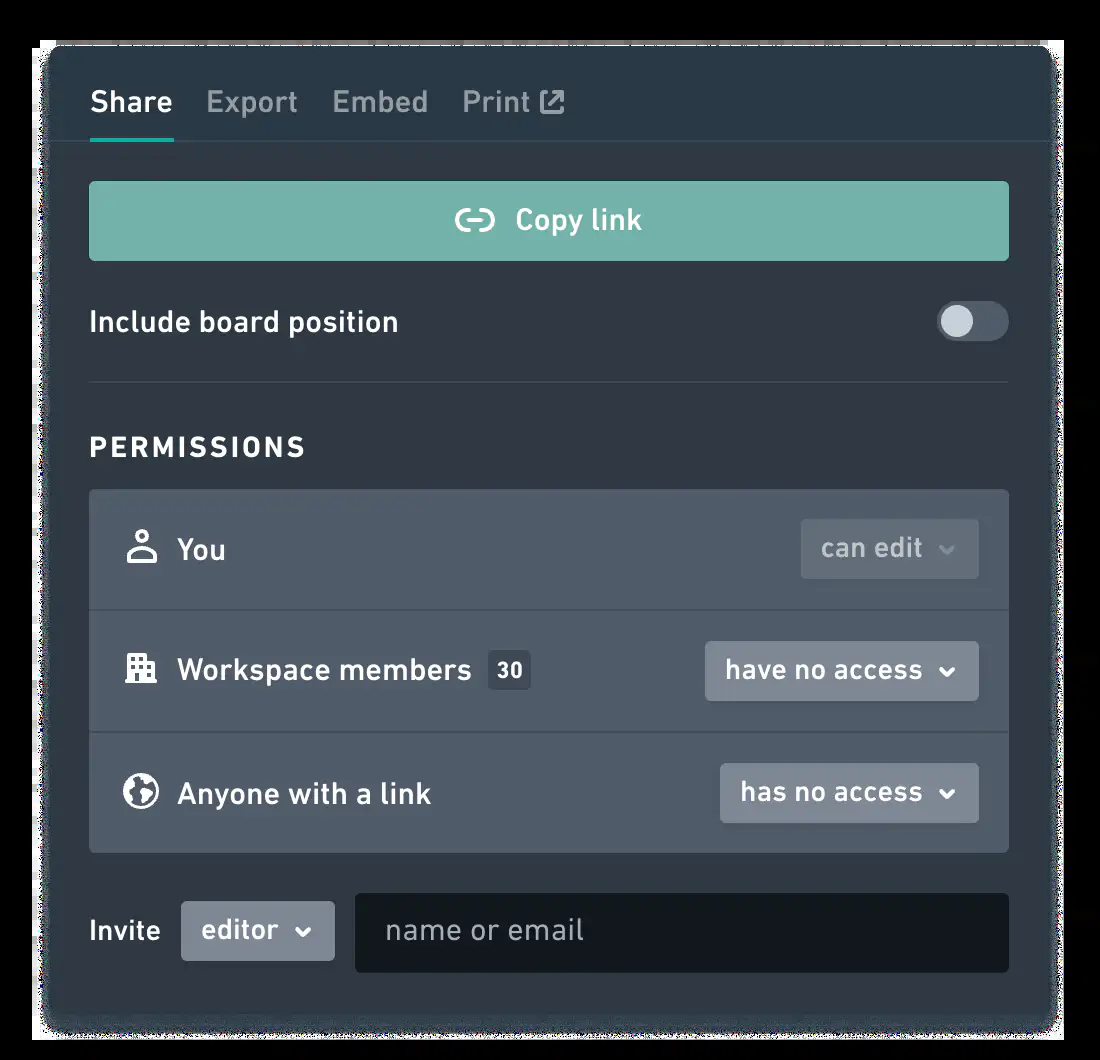 Share Export Embed Print
Copy link
Include board position
PERMISSIONS
You can edit
Workspace members 30 have no access
Anyone with a link has no access
Invite editor name or email